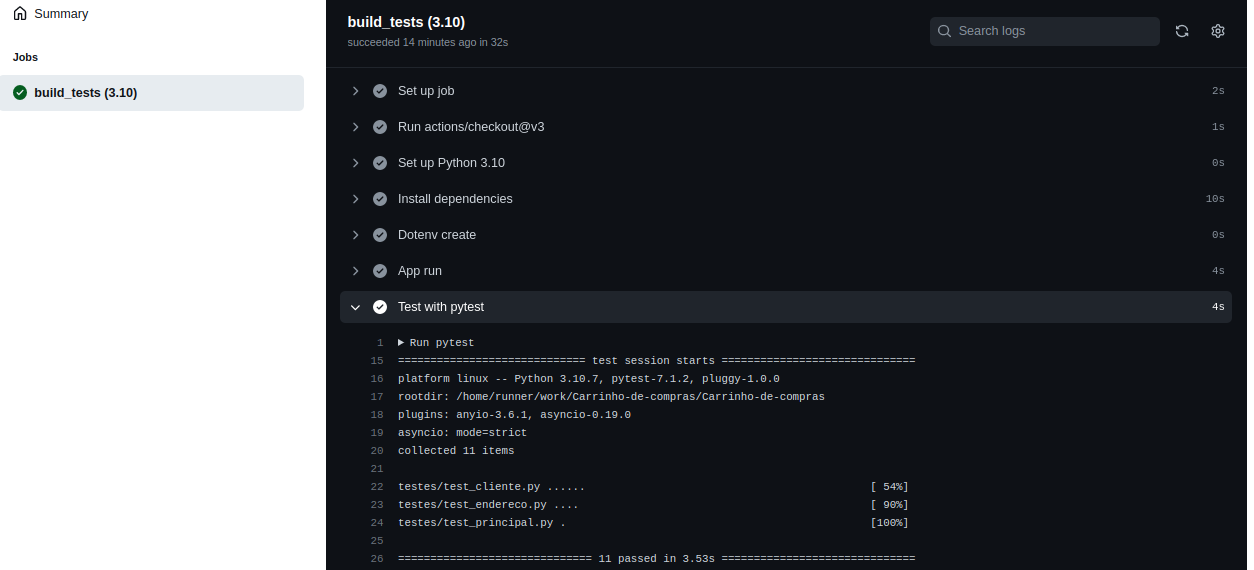 Summary
Jobs
build_tests (3.10)
build_tests (3.10)
succeeded 14 minutes ago in 32s
Search logs
Set up job 2s
Run actions/checkout@v3 1s
Set up Python 3.10 0s
Install dependencies 10s
Dotenv create 0s
App run 4s
Test with pytest 4s
1 Run pytest
15 ============================= test session starts ==============================
16 platform linux -- Python 3.10.7, pytest-7.1.2, pluggy-1.0.0
17 rootdir: /home/runner/work/Carrinho-de-compras/Carrinho-de-compras
18 plugins: anyio-3.6.1, asyncio-0.19.0
19 asyncio: mode=strict
20 collected 11 items
21
22 testes/test_cliente.py ...... [ 54%]
23 testes/test_endereco.py .... [ 90%]
24 testes/test_principal.py . [100%]
25
26 ============================== 11 passed in 3.53s ==============================